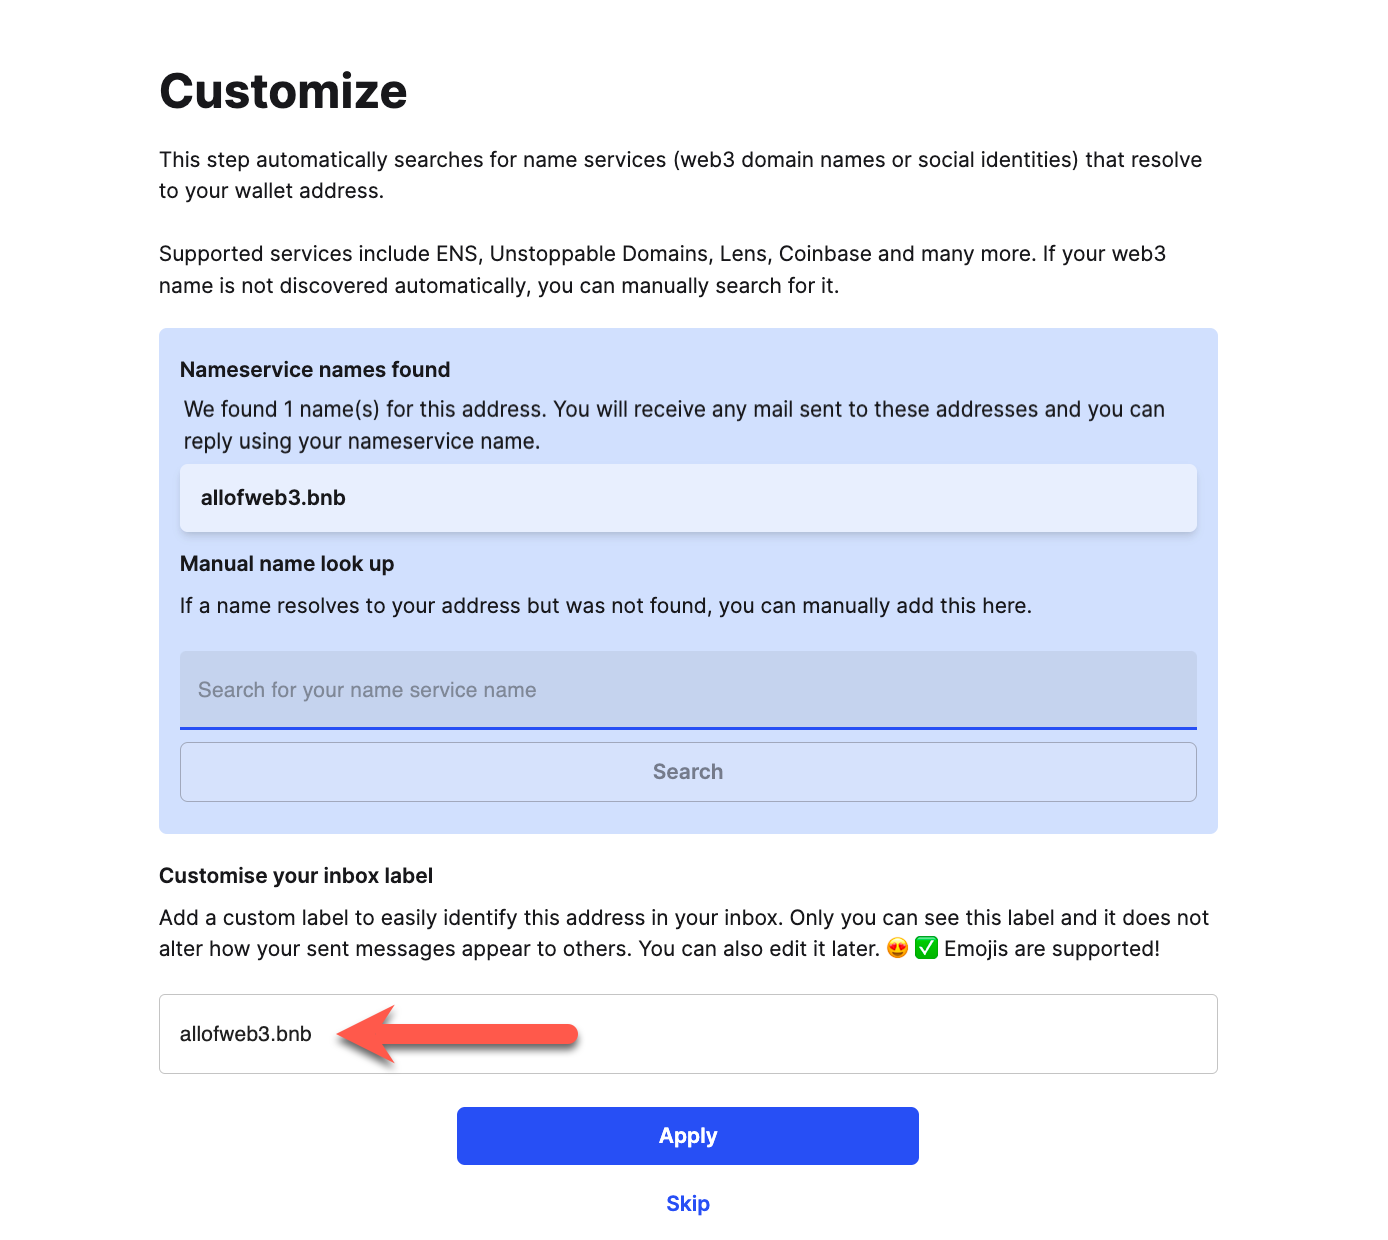 Customize
This step automatically searches for name services (web3 domain names or social identities) that resolve
to your wallet address.
Supported services include ENS, Unstoppable Domains, Lens, Coinbase and many more. If your web3
name is not discovered automatically, you can manually search for it.
Nameservice names found
We found 1 name(s) for this address. You will receive any mail sent to these addresses and you can
reply using your nameservice name.
allofweb3.bnb
Manual name look up
If a name resolves to your address but was not found, you can manually add this here.
Search for your name service name
Search
Customise your inbox label
Add a custom label to easily identify this address in your inbox. Only you can see this label and it does not
alter how your sent messages appear to others. You can also edit it later. 😍 ✅ Emojis are supported!
allofweb3.bnb
Apply
Skip